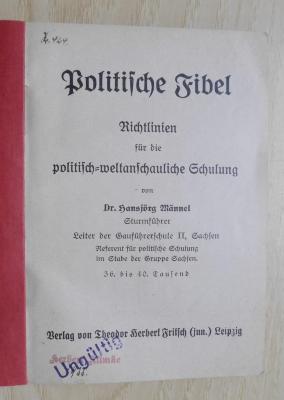 Politische Fibel
Richtlinien
für die
politisch=weltanschauliche Schulung
von
Dr. Hansjörg Männel
Sturmführer
Leiter der Gauführerschule II, Sachsen
Referent für politische Schulung
im Stabe der Gruppe Sachsen.
36. bis 40. Tausend
Verlag von Theodor Herbert Fritsch (jun.) Leipzig
Ungültig